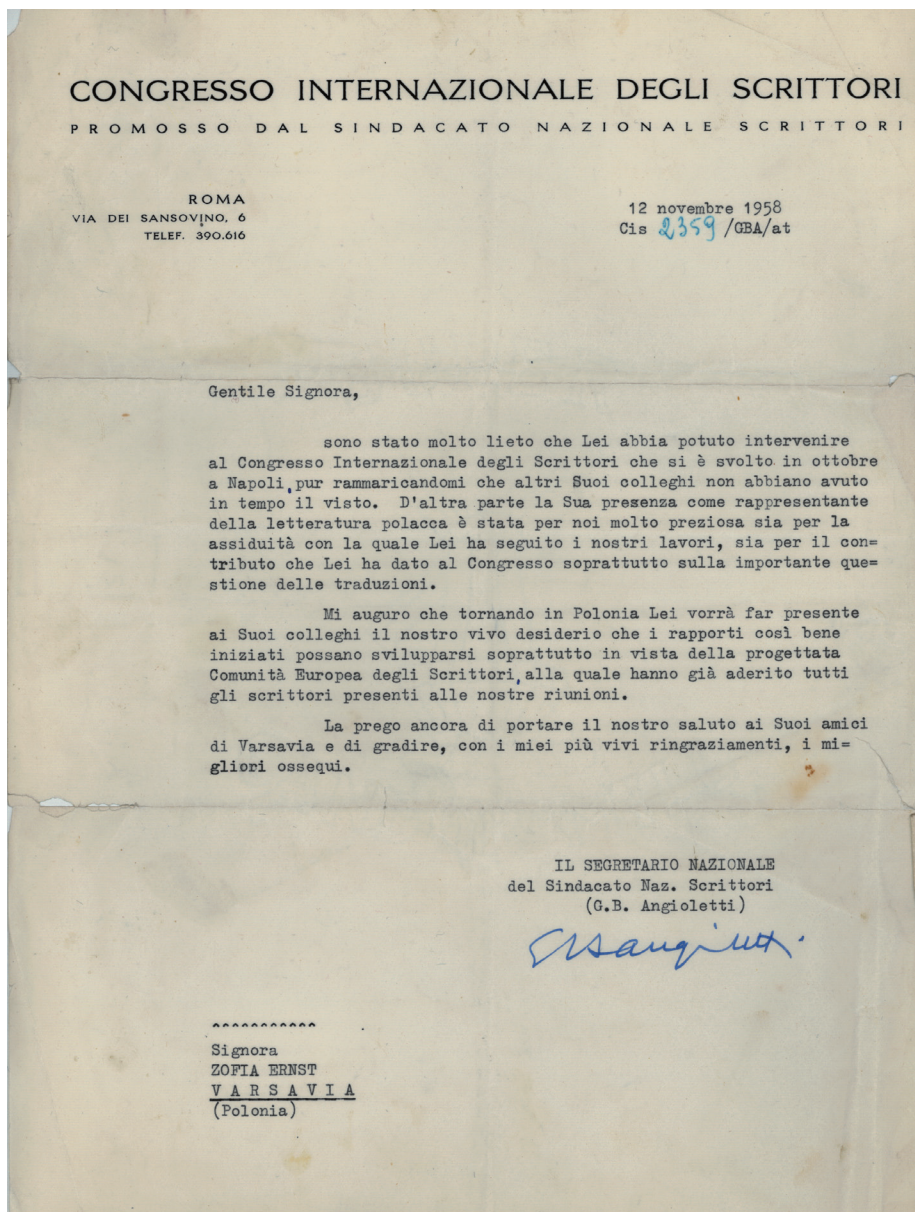 CONGRESSO INTERNAZIONALE DEGLI SCRITTORI
PROMOSSO DAL SINDACATO NAZIONALE SCRITTORI
ROMA
VIA DEI SANSOVINO, 6
TELEF. 390.616
12 novembre 1958
Cis 2359/GBA/at
Gentile Signora,
sono stato molto lieto che Lei abbia potuto intervenire
al Congresso Internazionale degli Scrittori che si è svolto in ottobre
a Napoli, pur rammaricandomi che altri Suoi colleghi non abbiano avuto
in tempo il visto. D'altra parte la Sua presenza come rappresentante
della letteratura polacca è stata per noi molto preziosa sia per la
assiduità con la quale Lei ha seguito i nostri lavori, sia per il con=
tributo che Lei ha dato al Congresso soprattutto sulla importante que=
stione delle traduzioni.
Mi auguro che tornando in Polonia Lei vorrà far presente
ai Suoi colleghi il nostro vivo desiderio che i rapporti così bene
iniziati possano svilupparsi soprattutto in vista della progettata
Comunità Europea degli Scrittori, alla quale hanno già aderito tutti
gli scrittori presenti alle nostre riunioni.
La prego ancora di portare il nostro saluto ai Suoi amici
di Varsavia e di gradire, con i miei più vivi ringraziamenti, i mi=
gliori ossequi.
IL SEGRETARIO NAZIONALE
del Sindacato Naz. Scrittori
(G.B. Angioletti)
GBAngioletti
^^^^^^^^^^^
Signora
ZOFIA ERNST
VARSAVIA
(Polonia)